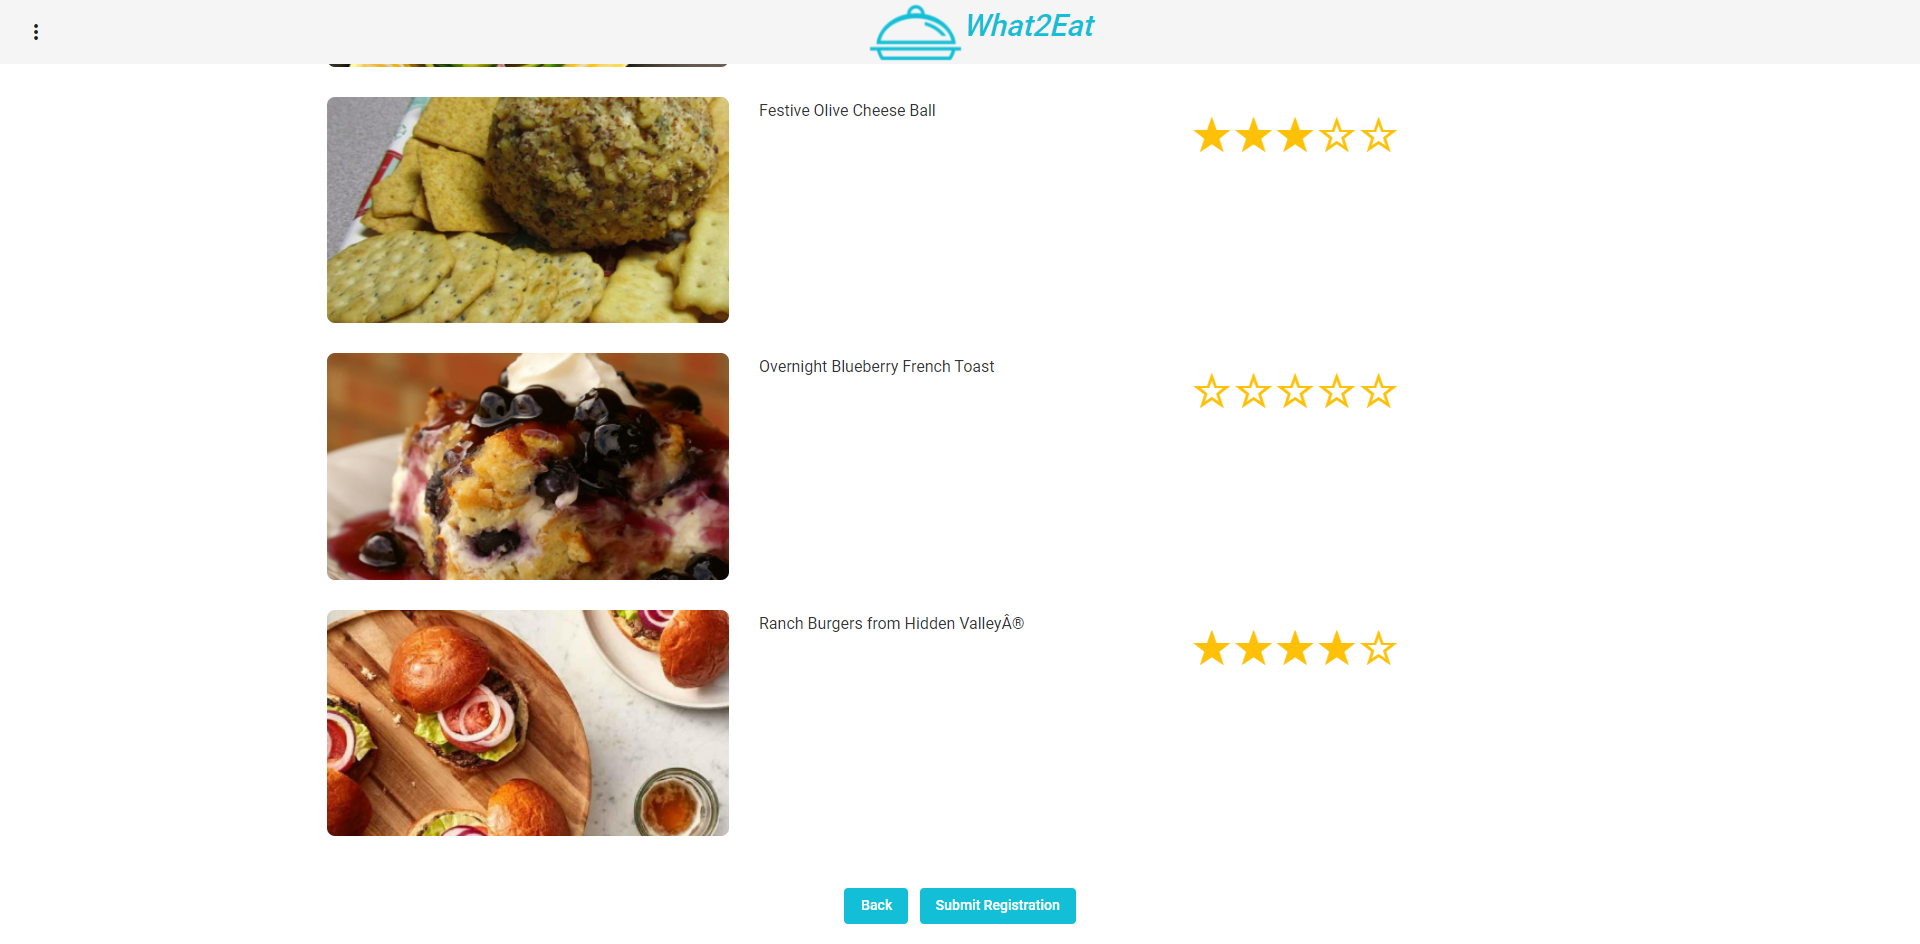 What2Eat
Festive Olive Cheese Ball
Overnight Blueberry French Toast
Ranch Burgers from Hidden ValleyÂ®
Back
Submit Registration